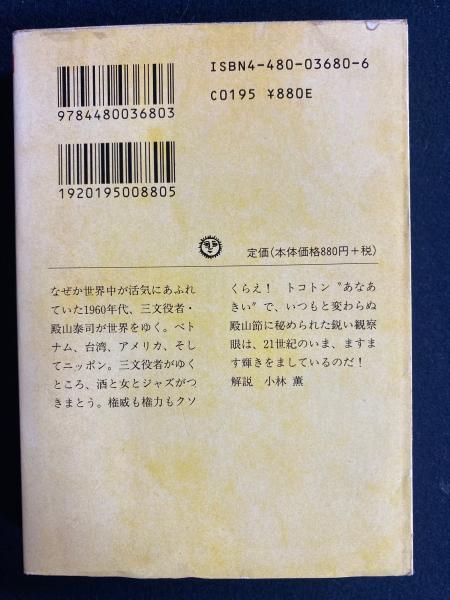 ISBN4-480-03680-6
C0195 ¥880E
9784480036803
1920195008805
定価(本体価格880円+税)
なぜか世界中が活気にあふれ
ていた1960年代、三文役者・
殿山泰司が世界をゆく。ベト
ナム、台湾、アメリカ、そし
てニッポン。三文役者がゆく
ところ、酒と女とジャズがつ
きまとう。権威も権力もクソ
くらえ! トコトン〝あなあ
きい〟で、いつもと変わらぬ
殿山節に秘められた鋭い観察
眼は、21世紀のいま、ますま
す輝きをましているのだ!
解説 小林 薫